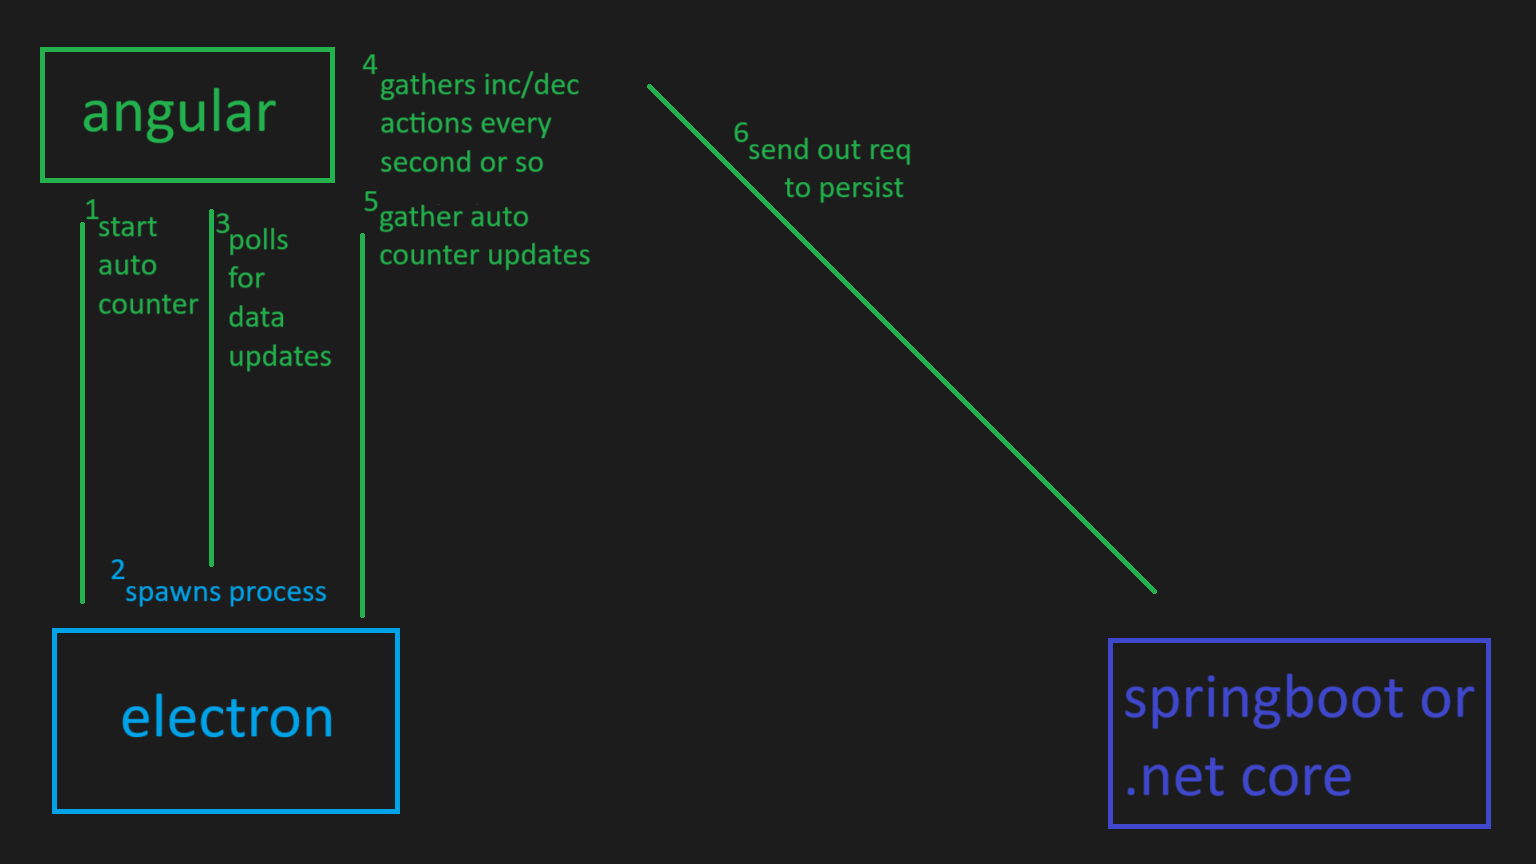 angular
4
gathers inc/dec
actions every
second or so
6
send out req
to persist
1
start
auto
counter
3
polls
for
data
updates
5
gather auto
counter updates
2
spawns process
electron
springboot or
.net core